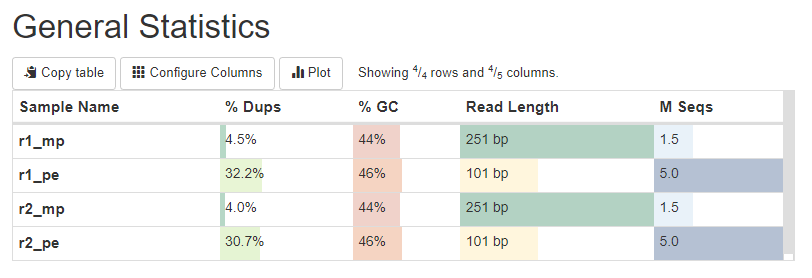 General Statistics
Copy table Configure Columns Plot Showing 4/4 rows and 4/5 columns.
Sample Name % Dups % GC Read Length M Seqs
r1_mp 4.5% 44% 251 bp 1.5
r1_pe 32.2% 46% 101 bp 5.0
r2_mp 4.0% 44% 251 bp 1.5
r2_pe 30.7% 46% 101 bp 5.0